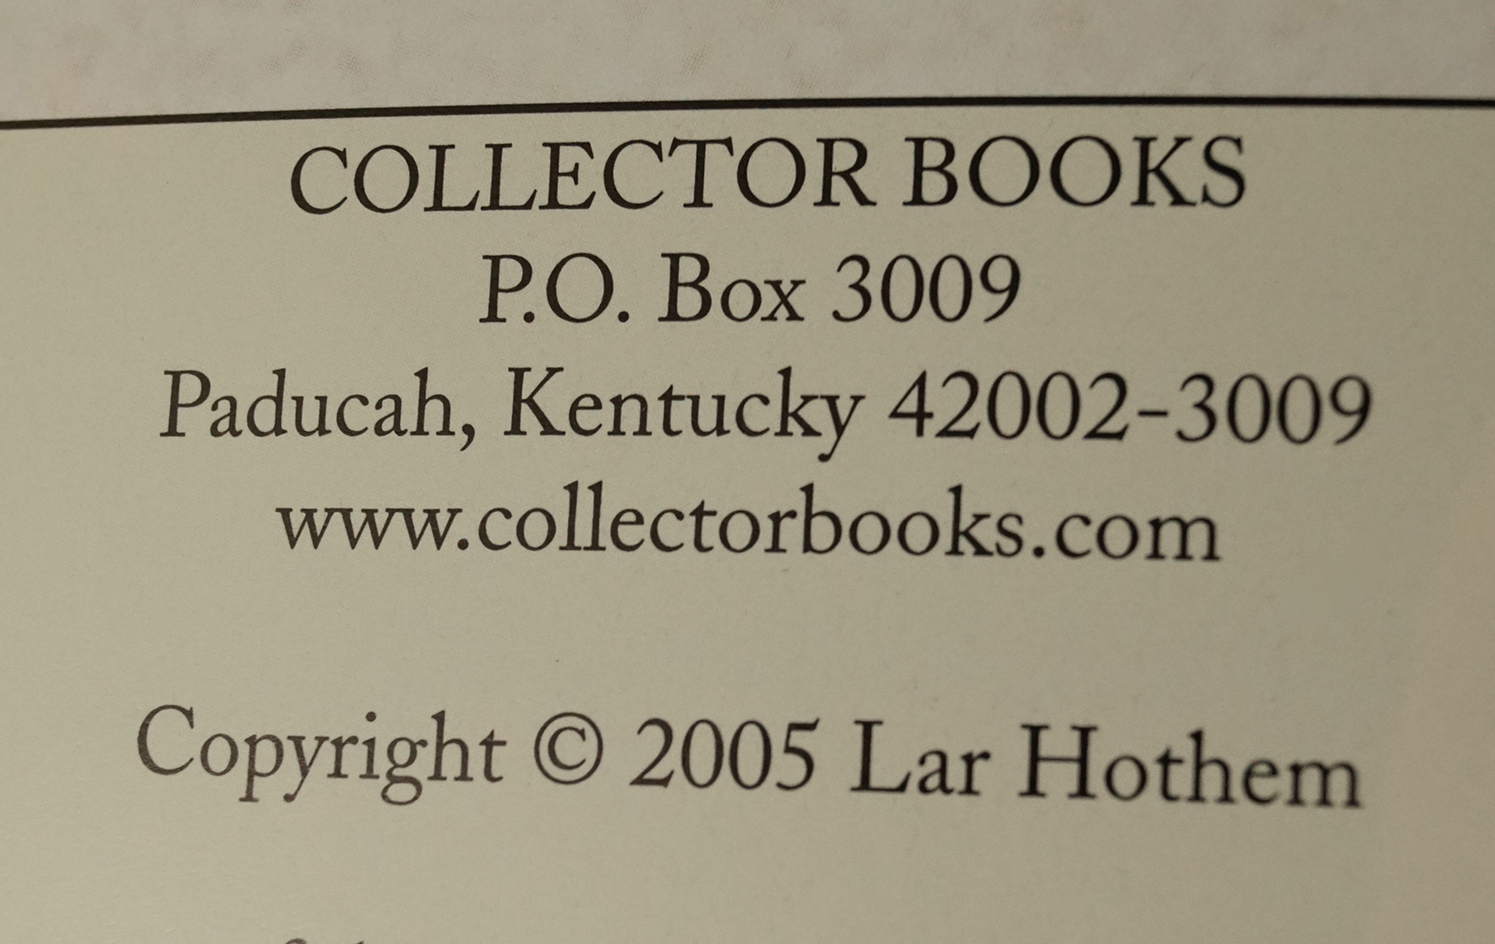 COLLECTOR BOOKS
P.O. Box 3009
Paducah, Kentucky 42002-3009
www.collectorbooks.com
Copyright © 2005 Lar Hothem